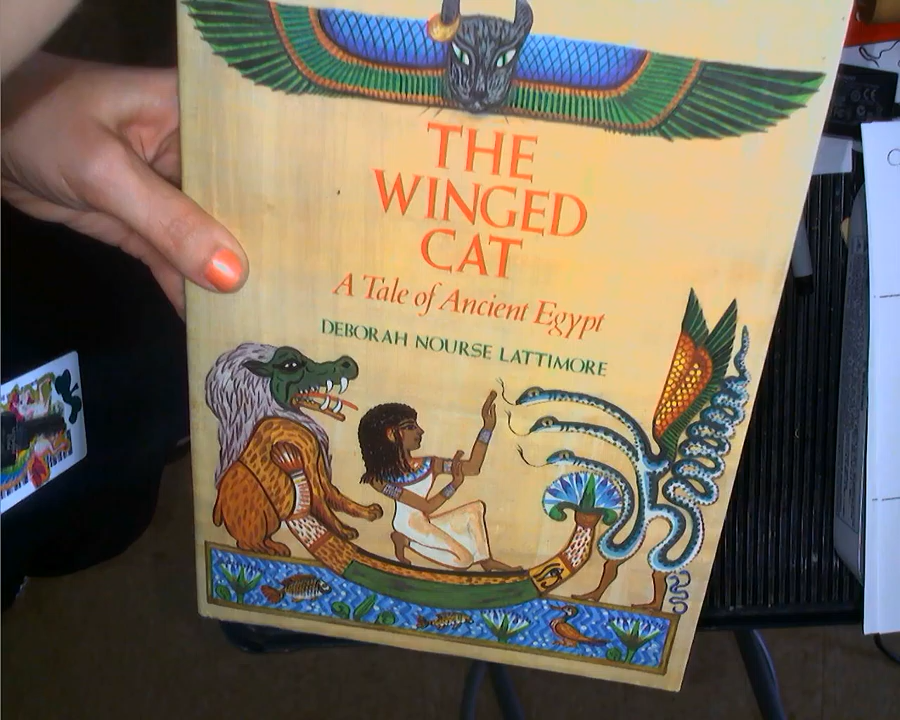 THE
WINGED
CAT
A Tale of Ancient Egypt
DEBORAH NOURSE LATTIMORE